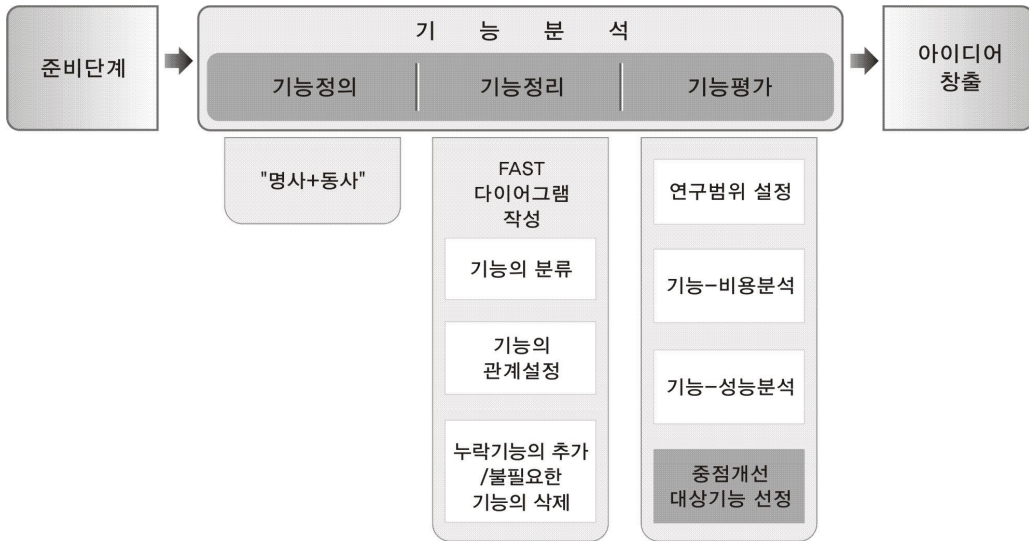 준비단계
기 능 분 석
기능정의
기능정리
기능평가
아이디어
창출
"명사+동사"
FAST
다이어그램
작성
기능의 분류
기능의
관계설정
누락기능의 추가
/불필요한
기능의 삭제
연구범위 설정
기능-비용분석
기능-성능분석
중점개선
대상기능 선정